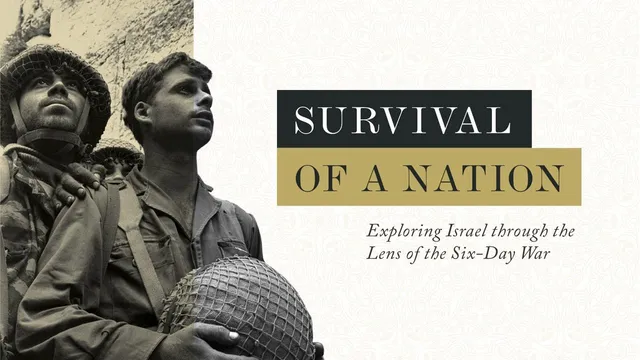 SURVIVAL
OF A NATION
Exploring Israel through the
Lens of the Six-Day War